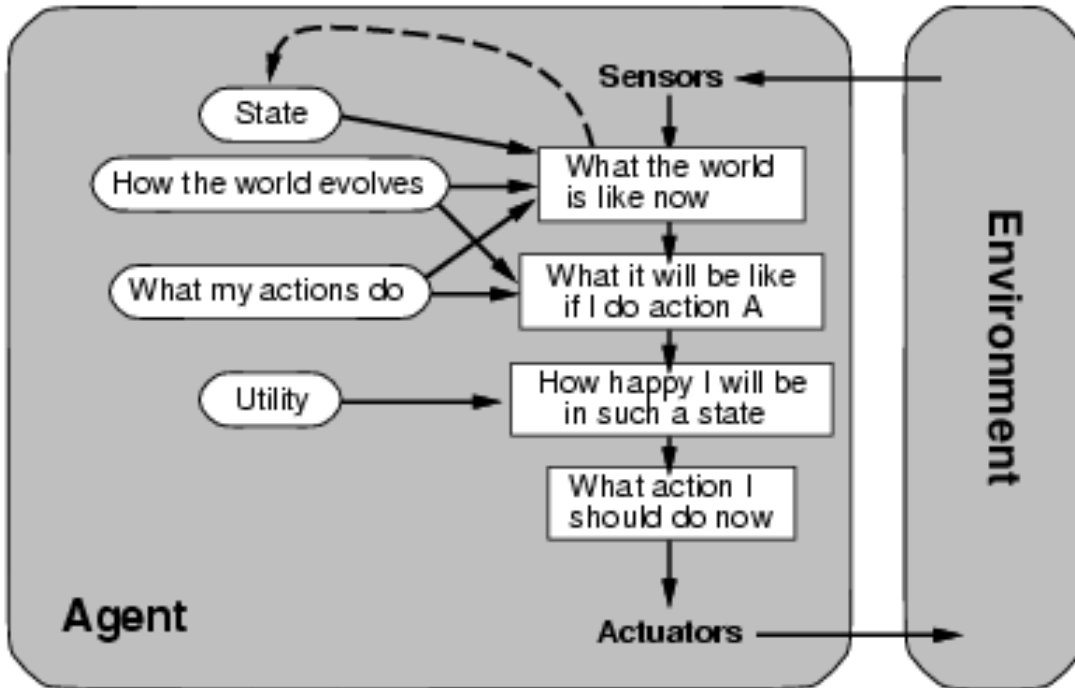 Sensors
State
What the world
is like now
How the world evolves
What it will be like
if I do action A
What my actions do
How happy I will be
in such a state
Utility
What action I
should do now
Agent
Actuators
Environment